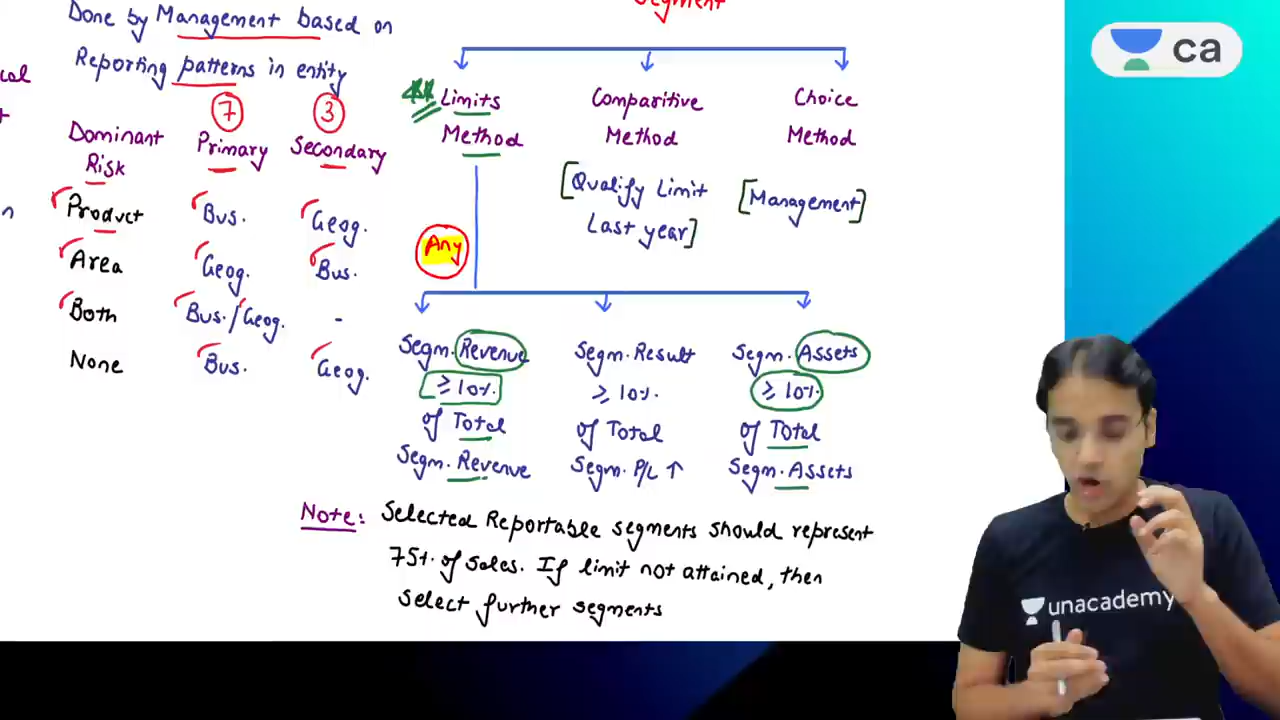 Segment
Done by Management based on
Reporting patterns in entity
7
3
Dominant Risk
Primary
Secondary
Product
Bus.
Geog.
Area
Geog.
Bus.
Both
Bus./Geog.
-
None
Bus.
Geog.
Limits
Method
Comparitive
Method
[Qualify Limit
Last year]
Choice
Method
[Management]
Any
Segm. Revenue
≥ 10%
of Total
Segm. Revenue
Segm. Result
≥ 10%
of Total
Segm. P/L ↑
Segm. Assets
≥ 10%
of Total
Segm. Assets
Note: Selected Reportable segments should represent
75% of Sales. If limit not attained, then
select further segments
ca
unacademy